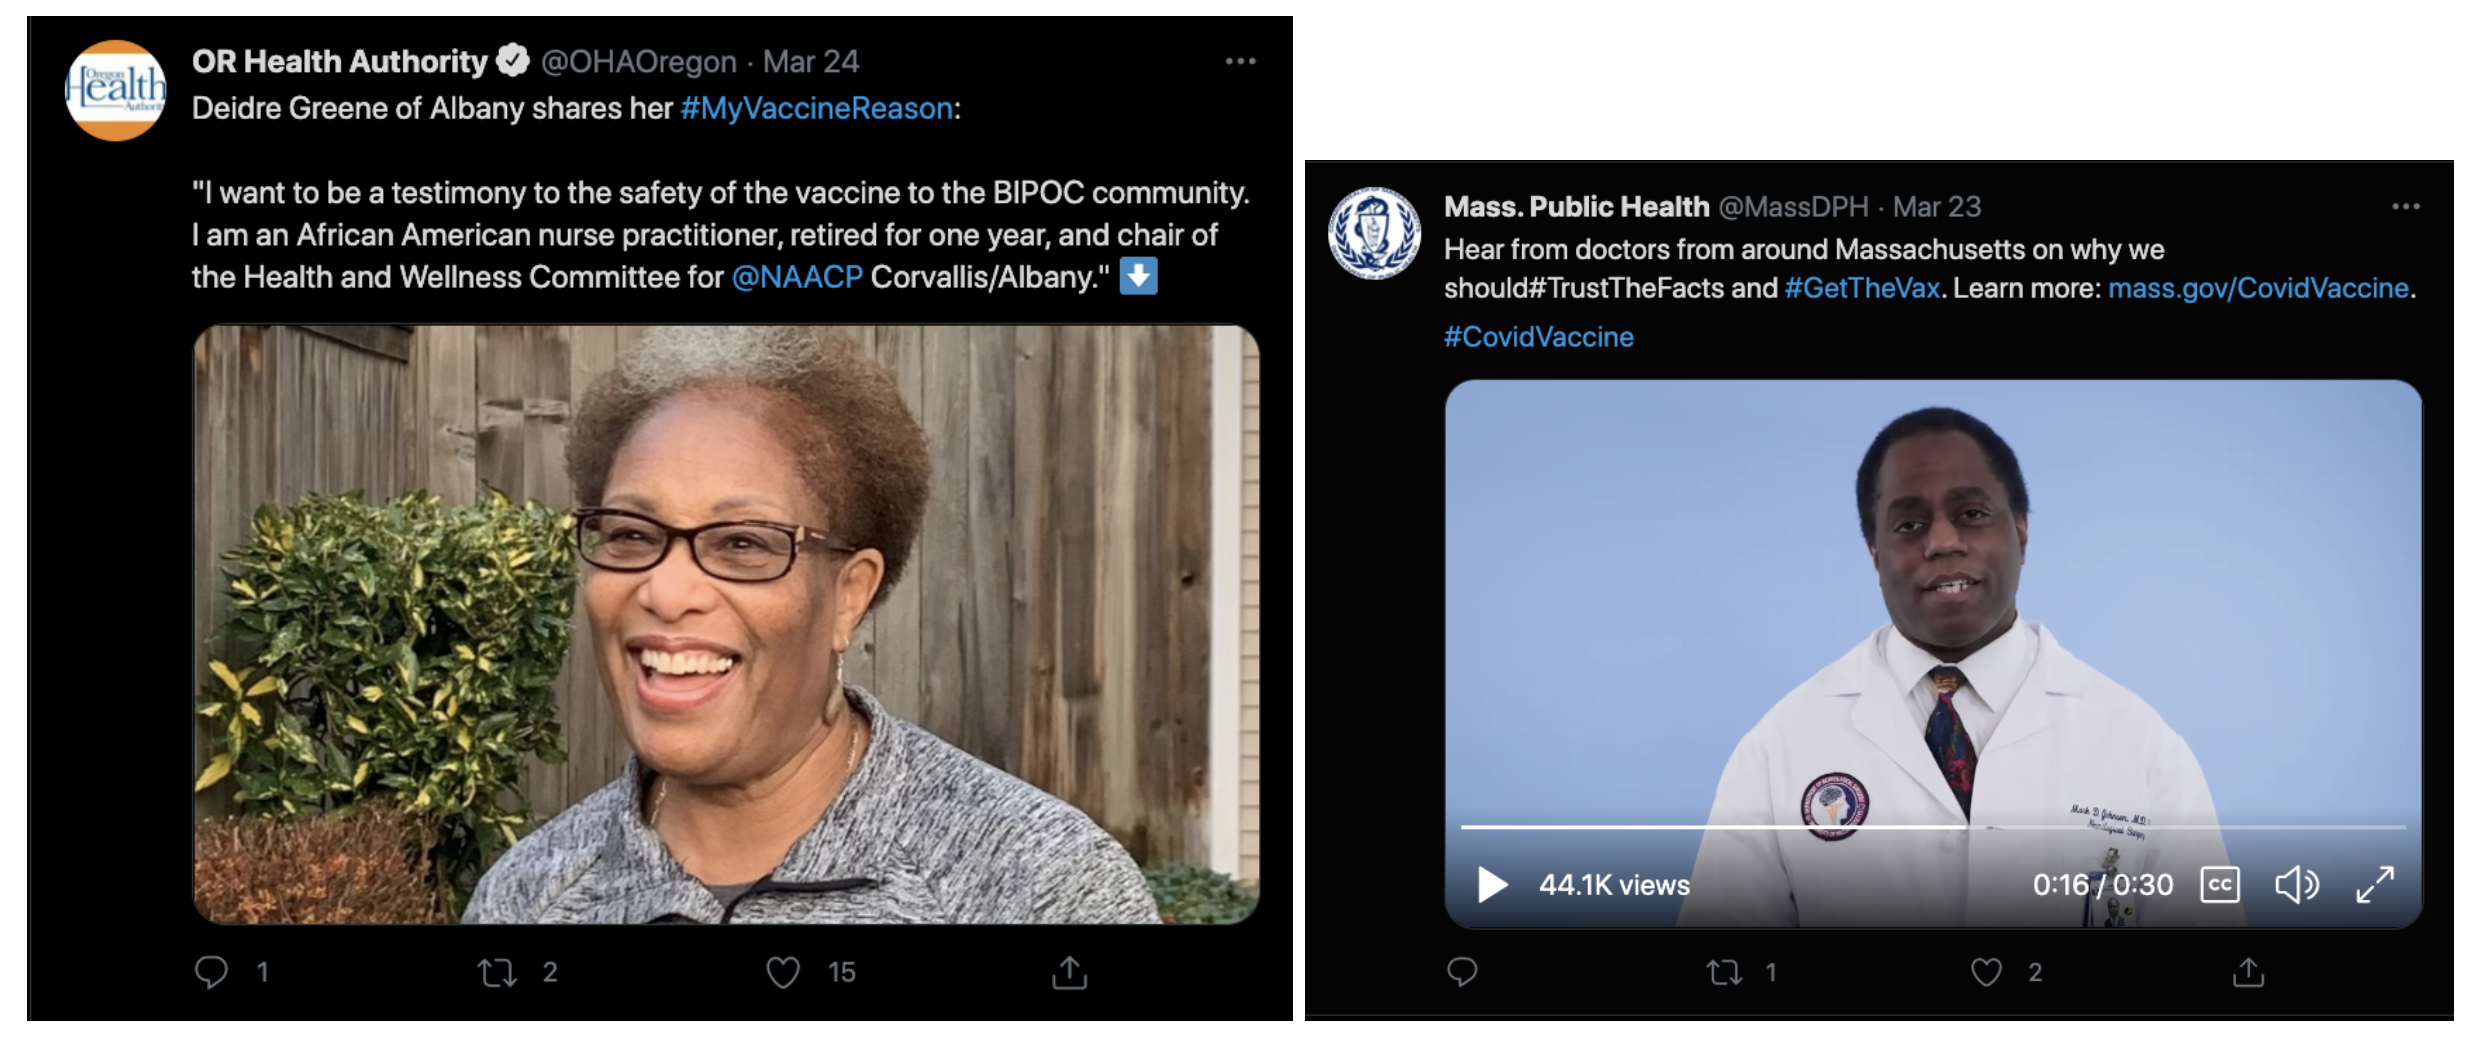 Oregon
Health
Authority
OR Health Authority @OHAOregon · Mar 24
Deidre Greene of Albany shares her #MyVaccineReason:
"I want to be a testimony to the safety of the vaccine to the BIPOC community.
I am an African American nurse practitioner, retired for one year, and chair of
the Health and Wellness Committee for @NAACP Corvallis/Albany."
1
2
15
Mass. Public Health @MassDPH · Mar 23
Hear from doctors from around Massachusetts on why we
should#TrustTheFacts and #GetTheVax. Learn more: mass.gov/CovidVaccine.
#CovidVaccine
Mark D. Johnson, M.D.
Neurological Surgery
44.1K views
0:16 / 0:30
CC
1
2